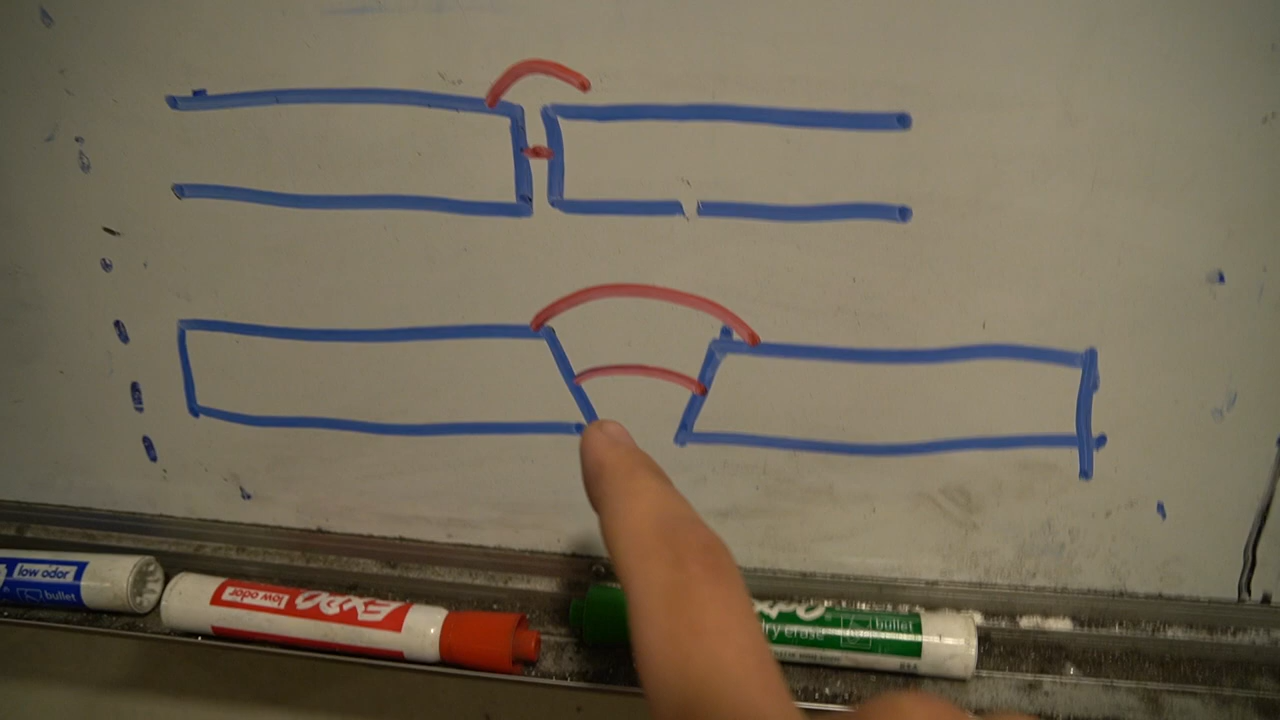 low odor
bullet
EXPO
low odor
EXPO
dry erase
bullet